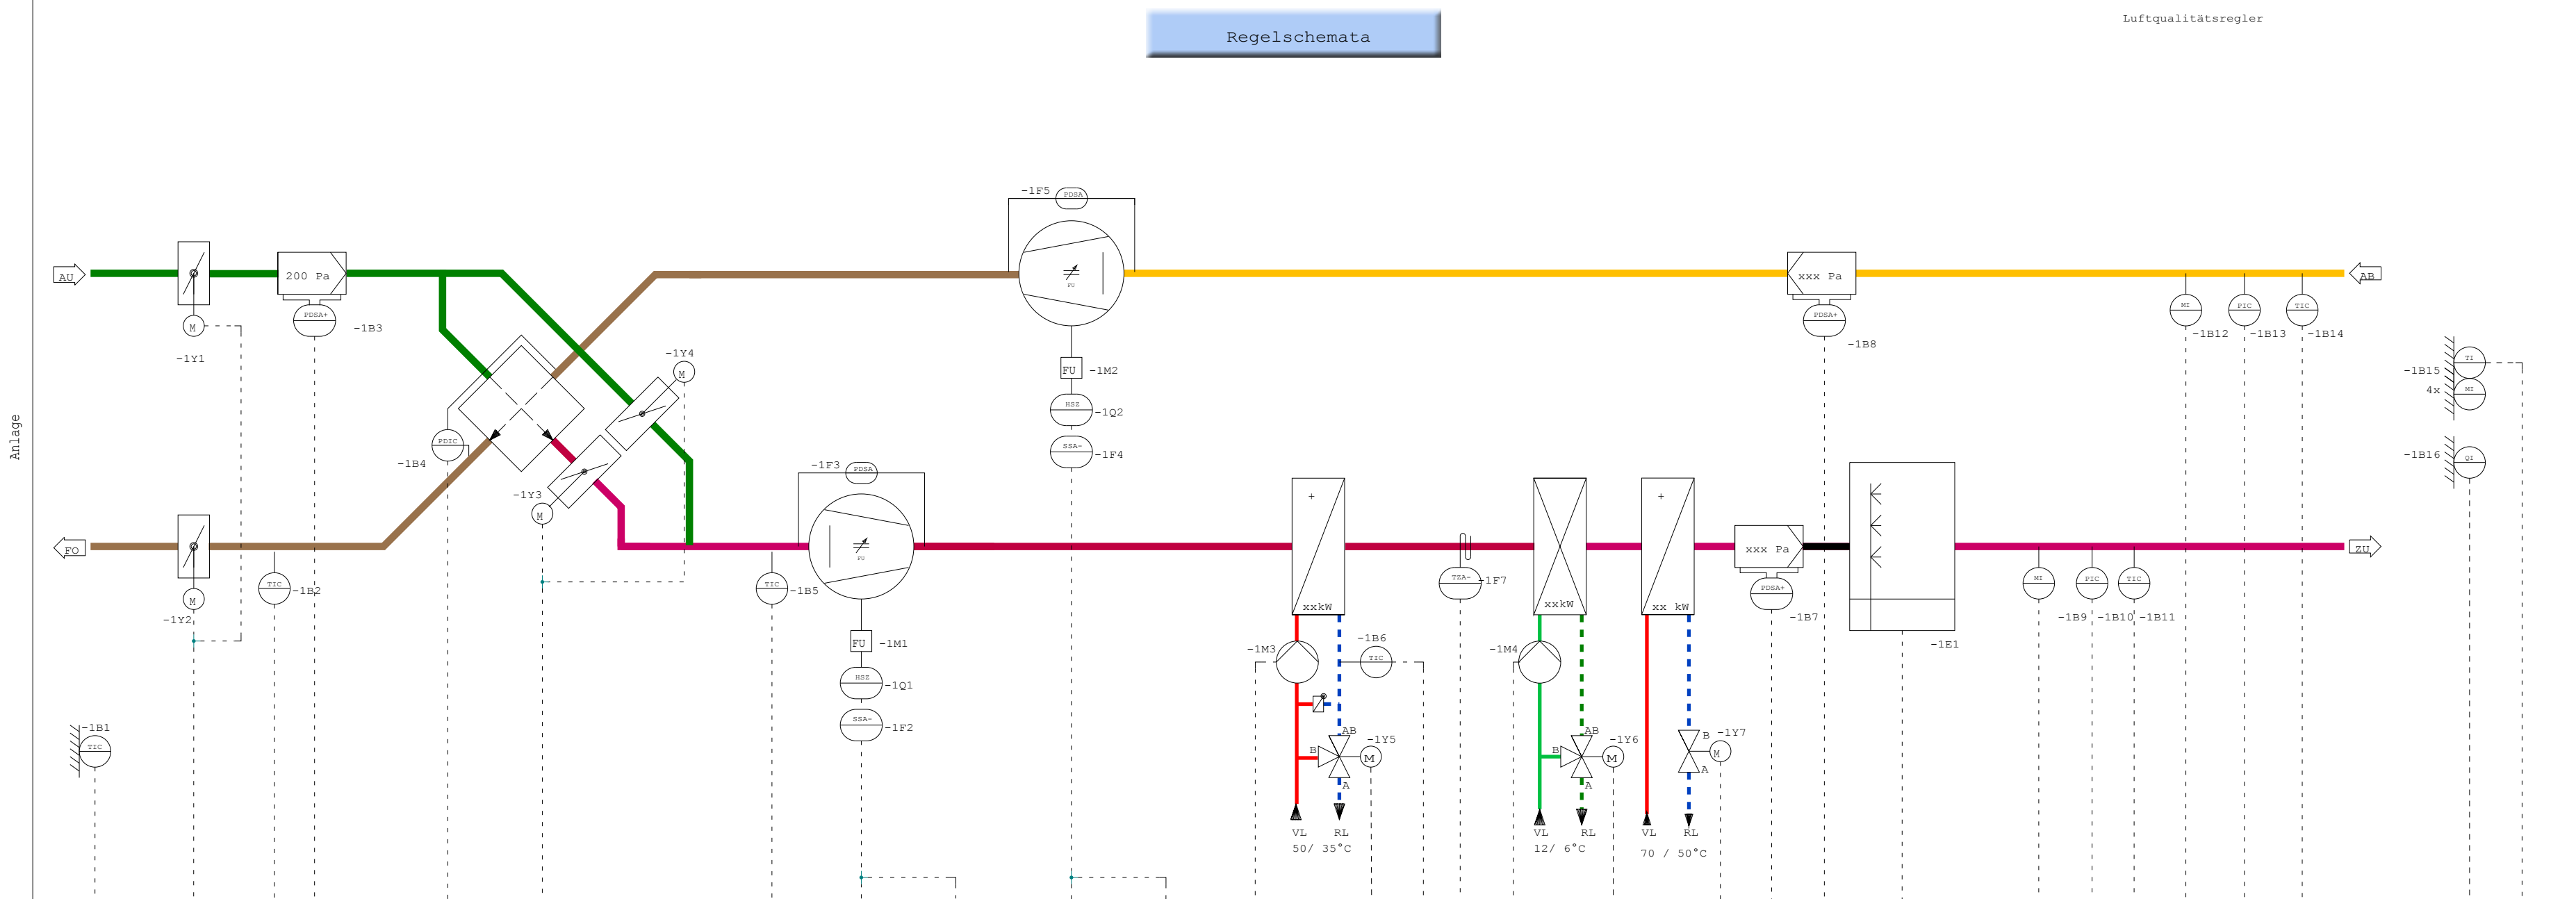 Luftqualitätsregler
Regelschemata
Anlage
-1F5
PDSA
AU
200 Pa
FU
xxx Pa
AB
M
PDSA+
-1B3
-1Y1
PDSA+
-1B8
MI
PIC
TIC
-1B12
-1B13
-1B14
-1Y4
M
FU
-1M2
HSZ
-1Q2
SSA-
-1F4
TI
-1B15
4x
MI
-1B16
QI
PDIC
-1B4
-1Y3
M
-1F3
PDSA
FU
+
xxkW
xxkW
+
xx kW
FO
M
-1Y2
TIC
-1B2
TIC
-1B5
TZA-
-1F7
xxx Pa
PDSA+
-1B7
-1E1
ZU
MI
PIC
TIC
-1B9
-1B10
-1B11
FU
-1M1
HSZ
-1Q1
SSA-
-1F2
-1B1
TIC
-1M3
-1B6
TIC
AB
B
A
-1Y5
M
VL
RL
50/ 35°C
-1M4
AB
B
A
-1Y6
M
VL
RL
12/ 6°C
B
A
-1Y7
M
VL
RL
70 / 50°C